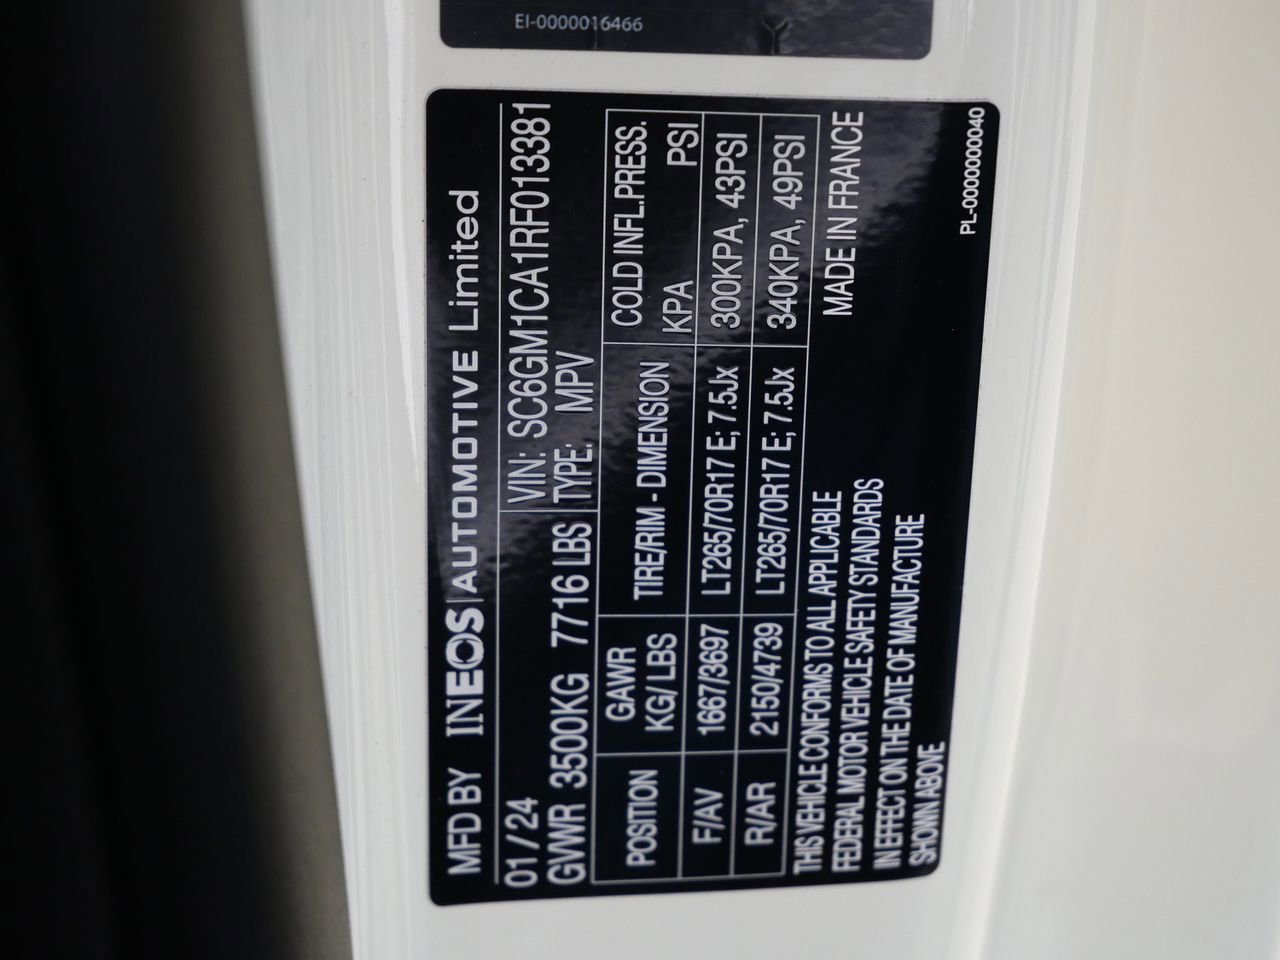 EI-0000016466
MFD BY INEOS AUTOMOTIVE Limited
01 / 24 VIN: SC6GM1CA1RF013381
GVWR 3500KG 7716 LBS TYPE: MPV
POSITION GAWR KG/ LBS TIRE/RIM - DIMENSION COLD INFL.PRESS. KPA PSI
F/AV 1667/3697 LT265/70R17 E; 7.5Jx 300KPA, 43PSI
R/AR 2150/4739 LT265/70R17 E; 7.5Jx 340KPA, 49PSI
THIS VEHICLE CONFORMS TO ALL APPLICABLE MADE IN FRANCE
FEDERAL MOTOR VEHICLE SAFETY STANDARDS
IN EFFECT ON THE DATE OF MANUFACTURE
SHOWN ABOVE
PL-0000000040